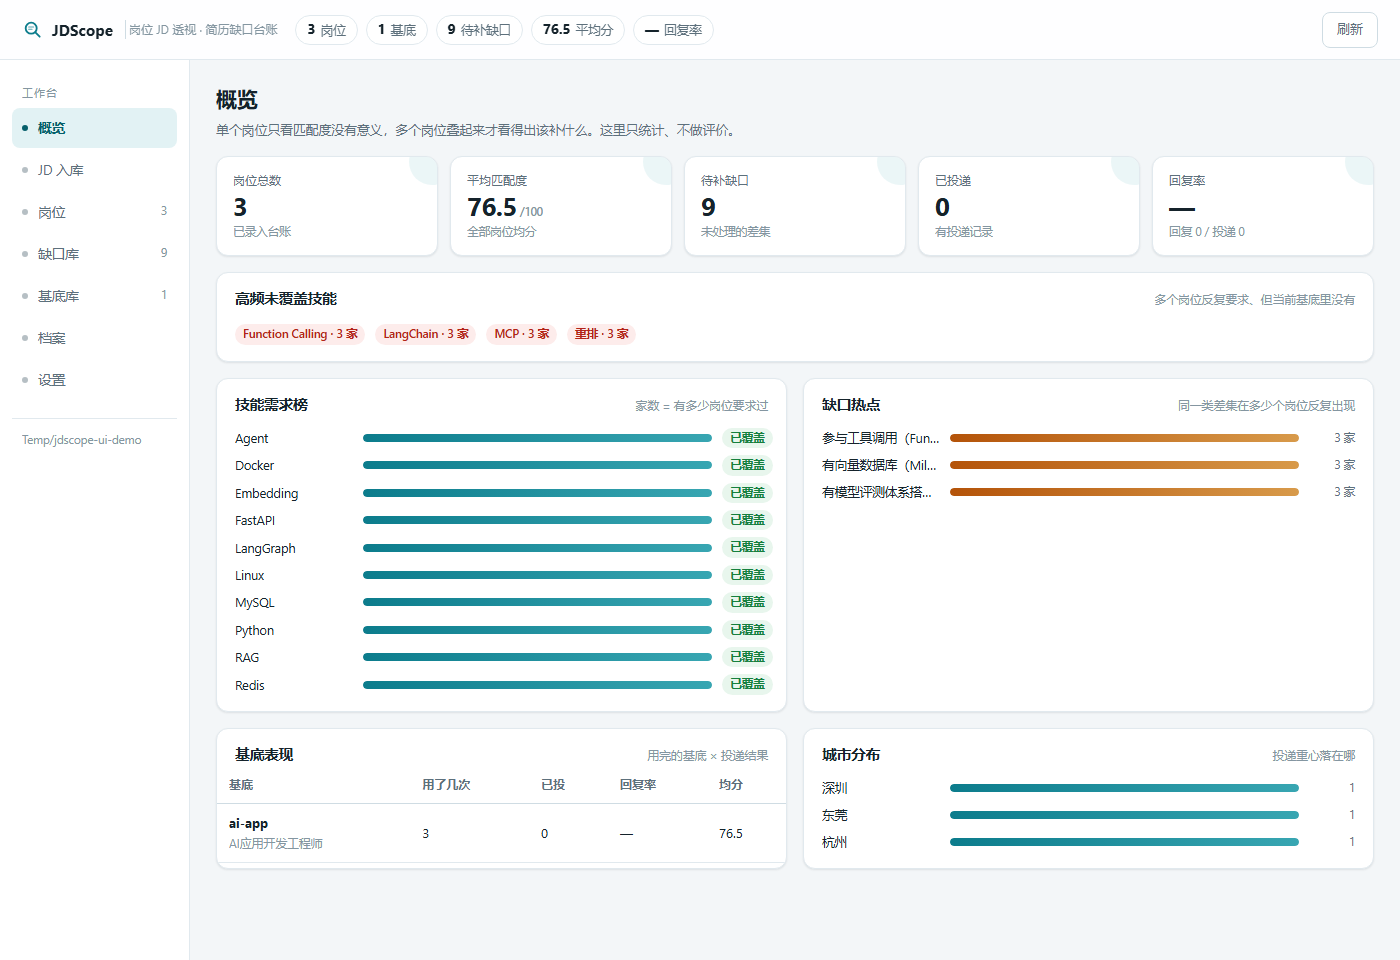 JDScope 岗位 JD 透视 · 简历缺口台账 3 岗位 1 基底 9 待补缺口 76.5 平均分 — 回复率 刷新
工作台
概览
JD 入库
岗位 3
缺口库 9
基底库 1
档案
设置
Temp/jdscope-ui-demo
概览
单个岗位只看匹配度没有意义，多个岗位叠起来才看得出该补什么。这里只统计、不做评价。
岗位总数
3
已录入台账
平均匹配度
76.5 /100
全部岗位均分
待补缺口
9
未处理的差集
已投递
0
有投递记录
回复率
—
回复 0 / 投递 0
高频未覆盖技能 多个岗位反复要求、但当前基底里没有
Function Calling · 3 家 LangChain · 3 家 MCP · 3 家 重排 · 3 家
技能需求榜 家数 = 有多少岗位要求过
Agent 已覆盖
Docker 已覆盖
Embedding 已覆盖
FastAPI 已覆盖
LangGraph 已覆盖
Linux 已覆盖
MySQL 已覆盖
Python 已覆盖
RAG 已覆盖
Redis 已覆盖
缺口热点 同一类差集在多少个岗位反复出现
参与工具调用（Fun... 3 家
有向量数据库（Mil... 3 家
有模型评测体系搭... 3 家
基底表现 用完的基底 × 投递结果
基底 用了几次 已投 回复率 均分
ai-app 3 0 — 76.5
AI应用开发工程师
城市分布 投递重心落在哪
深圳 1
东莞 1
杭州 1